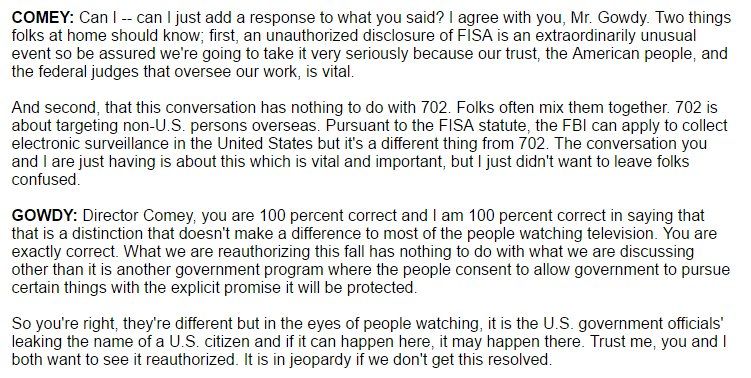 COMEY: Can I -- can I just add a response to what you said? I agree with you, Mr. Gowdy. Two things
folks at home should know; first, an unauthorized disclosure of FISA is an extraordinarily unusual
event so be assured we're going to take it very seriously because our trust, the American people, and
the federal judges that oversee our work, is vital.
And second, that this conversation has nothing to do with 702. Folks often mix them together. 702 is
about targeting non-U.S. persons overseas. Pursuant to the FISA statute, the FBI can apply to collect
electronic surveillance in the United States but it's a different thing from 702. The conversation you
and I are just having is about this which is vital and important, but I just didn't want to leave folks
confused.
GOWDY: Director Comey, you are 100 percent correct and I am 100 percent correct in saying that
that is a distinction that doesn't make a difference to most of the people watching television. You are
exactly correct. What we are reauthorizing this fall has nothing to do with what we are discussing
other than it is another government program where the people consent to allow government to pursue
certain things with the explicit promise it will be protected.
So you're right, they're different but in the eyes of people watching, it is the U.S. government officials'
leaking the name of a U.S. citizen and if it can happen here, it may happen there. Trust me, you and I
both want to see it reauthorized. It is in jeopardy if we don't get this resolved.